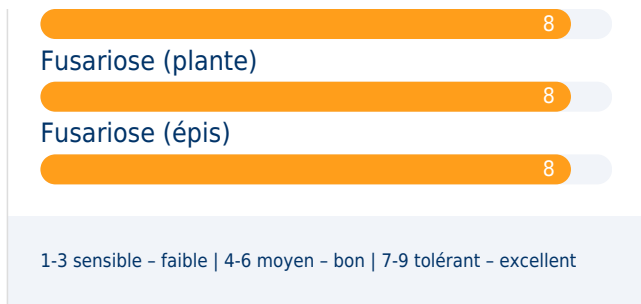 8
Fusariose (plante)
8
Fusariose (épis)
8
1-3 sensible – faible | 4-6 moyen – bon | 7-9 tolérant – excellent